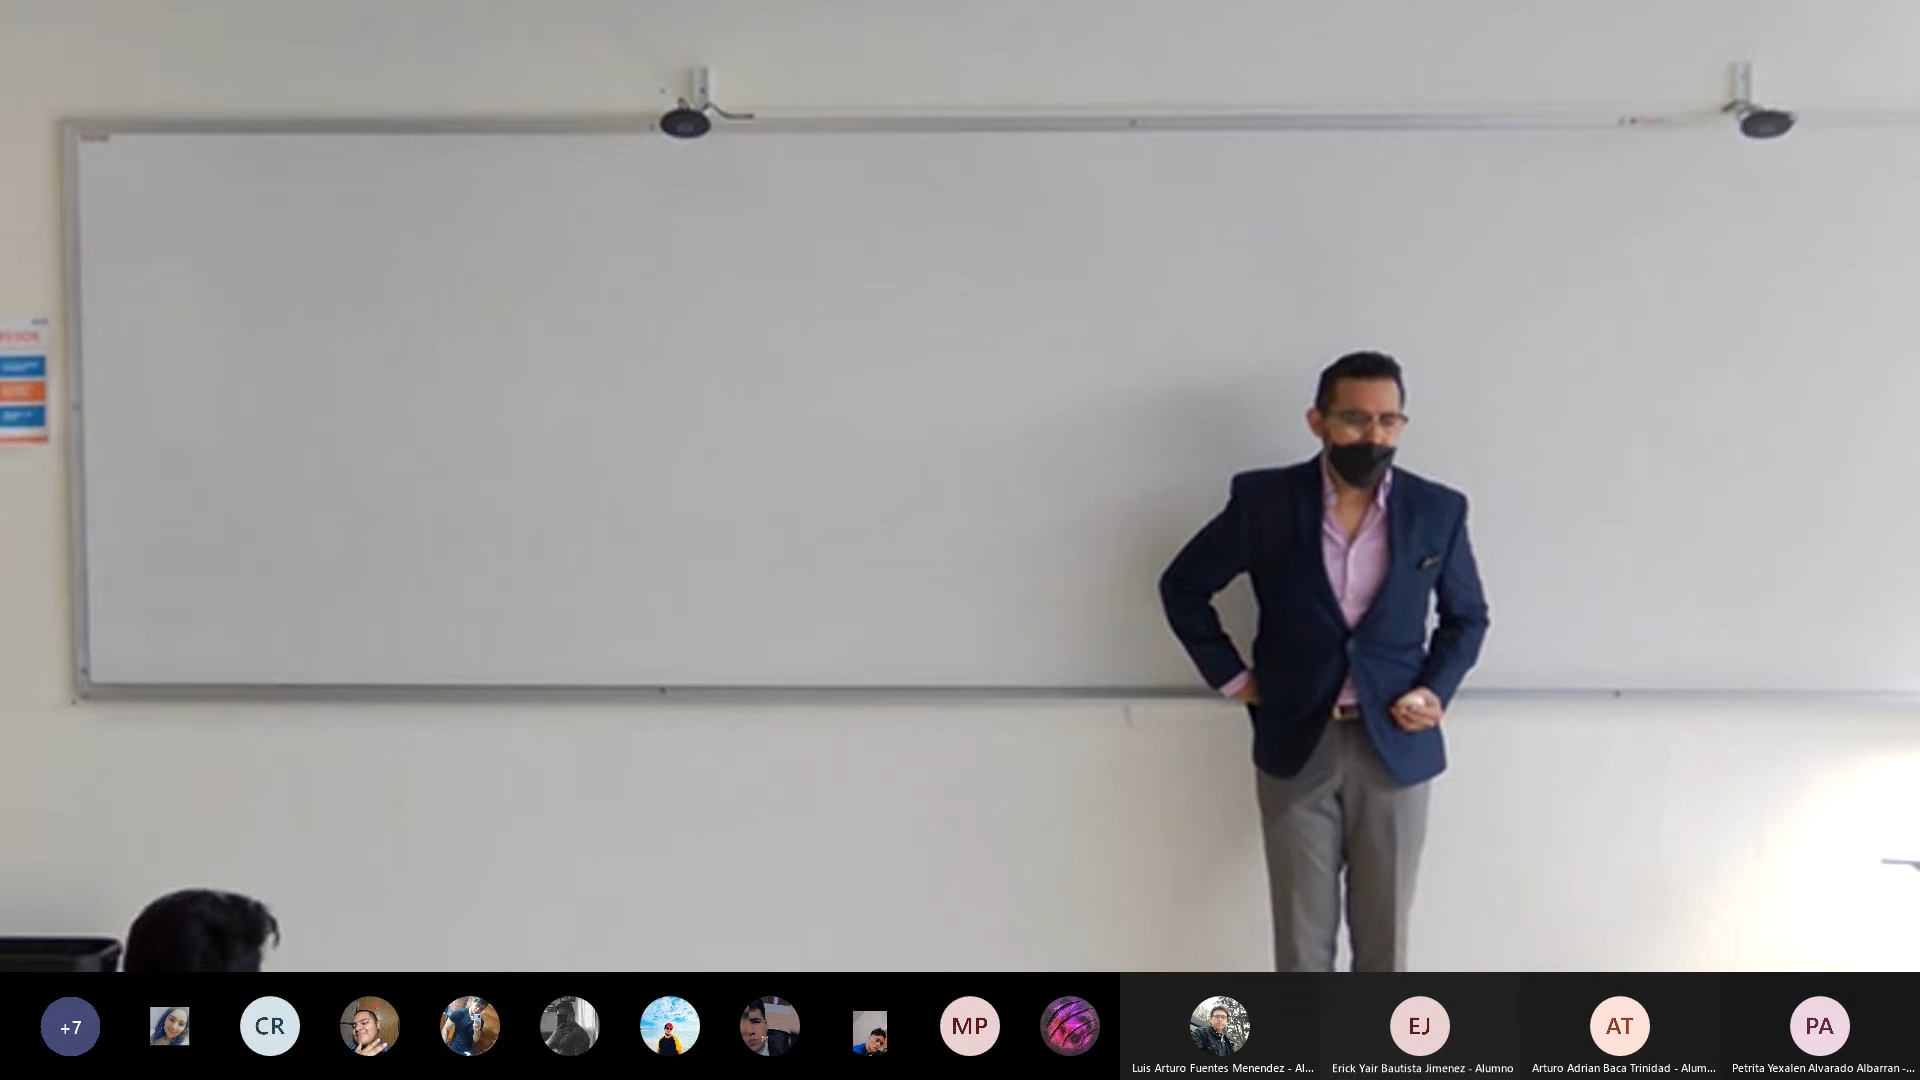 +7
CR
MP
EJ
AT
PA
Luis Arturo Fuentes Menendez - Al...
Erick Yair Bautista Jimenez - Alumno
Arturo Adrian Baca Trinidad - Alum...
Petrita Yexalen Alvarado Albarran -...